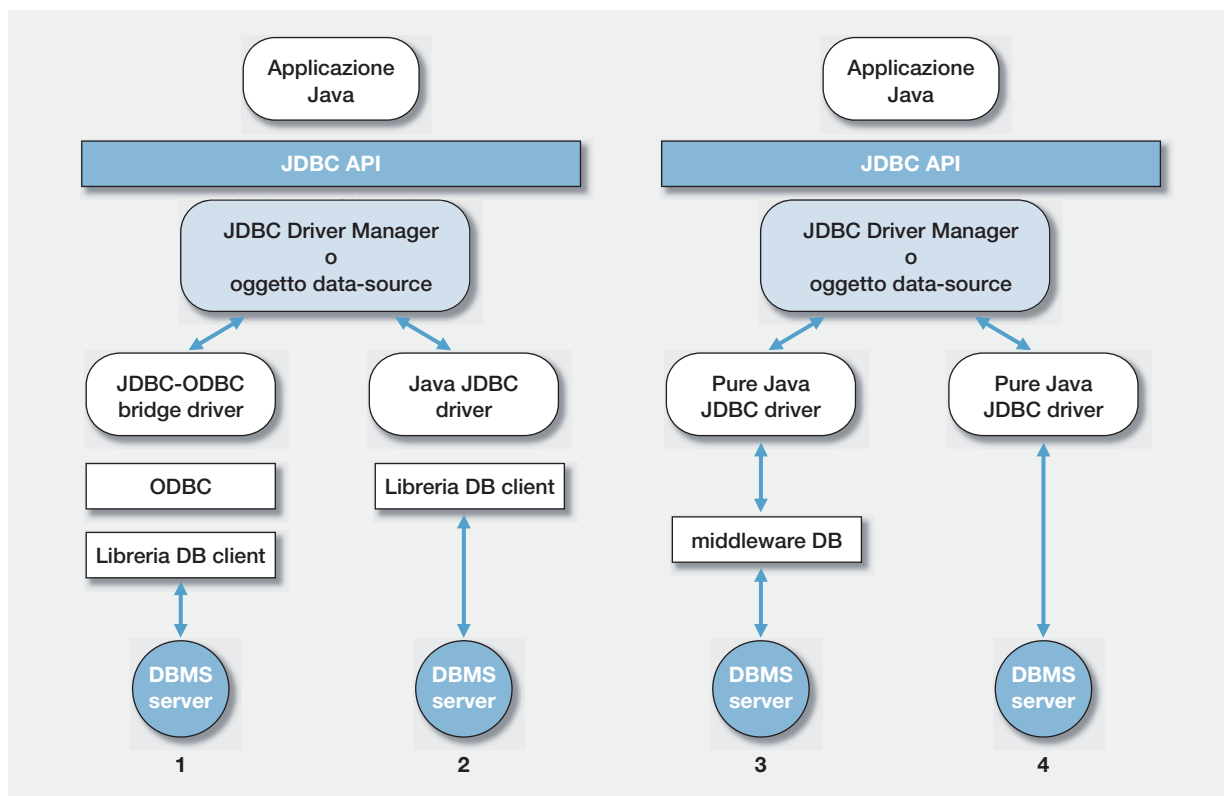 Applicazione
Java
JDBC API
JDBC Driver Manager
o
oggetto data-source
JDBC-ODBC
bridge driver
Java JDBC
driver
ODBC
Libreria DB client
Libreria DB client
DBMS
server
DBMS
server
1
2
Applicazione
Java
JDBC API
JDBC Driver Manager
o
oggetto data-source
Pure Java
JDBC driver
Pure Java
JDBC driver
middleware DB
DBMS
server
DBMS
server
3
4